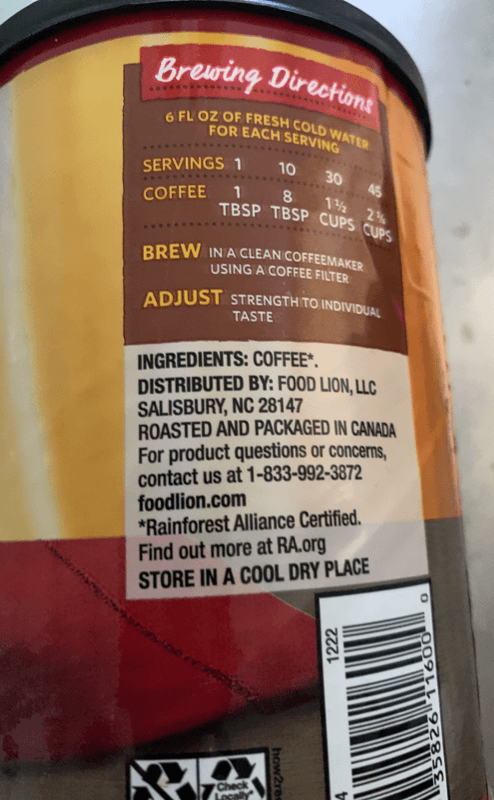 Brewing Directions
6 FL OZ OF FRESH COLD WATER
FOR EACH SERVING
SERVINGS 1 10 30 45
COFFEE 1 8 1½ 2¼
TBSP TBSP CUPS CUPS
BREW IN A CLEAN COFFEEMAKER
USING A COFFEE FILTER
ADJUST STRENGTH TO INDIVIDUAL
TASTE
INGREDIENTS: COFFEE*.
DISTRIBUTED BY: FOOD LION, LLC
SALISBURY, NC 28147
ROASTED AND PACKAGED IN CANADA
For product questions or concerns,
contact us at 1-833-992-3872
foodlion.com
*Rainforest Alliance Certified.
Find out more at RA.org
STORE IN A COOL DRY PLACE
1222
35826 11600
0
4
Check
Locally*